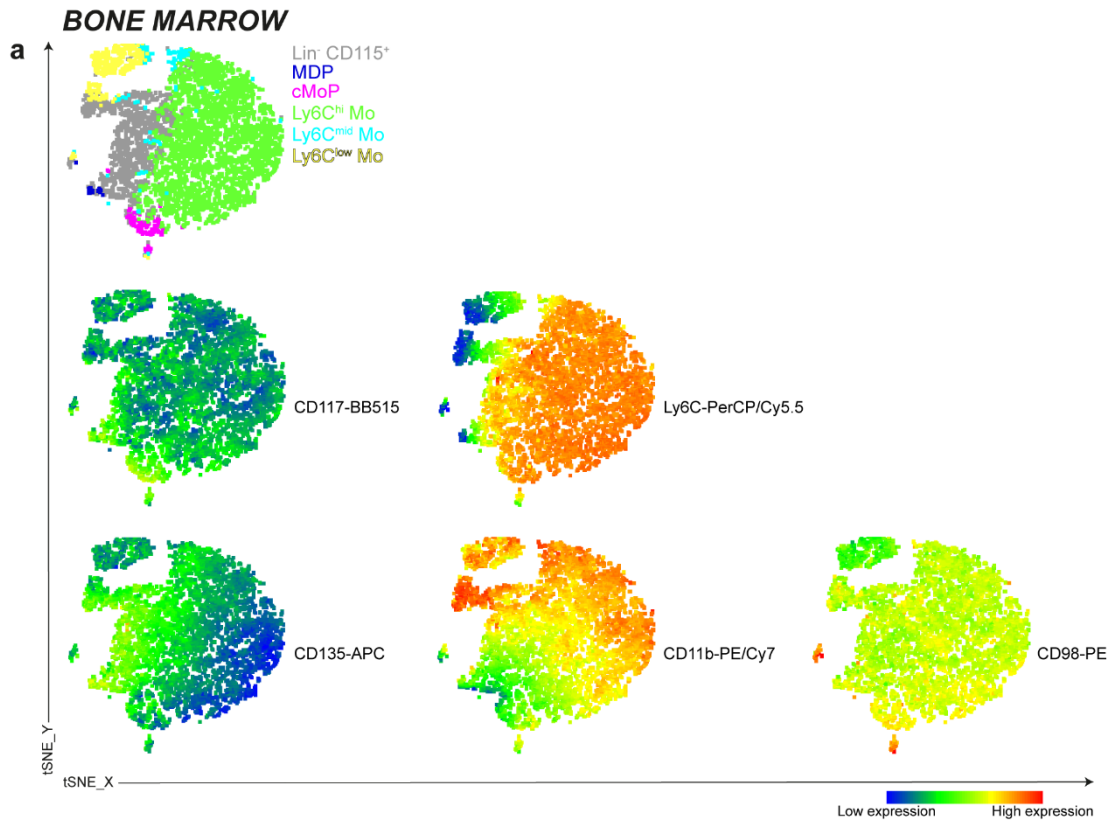 BONE MARROW
a
Lin⁻ CD115⁺
MDP
cMoP
Ly6Cʰⁱ Mo
Ly6Cᵐⁱᵈ Mo
Ly6Cˡᵒʷ Mo
CD117-BB515
Ly6C-PerCP/Cy5.5
CD135-APC
CD11b-PE/Cy7
CD98-PE
tSNE_Y
tSNE_X
Low expression
High expression